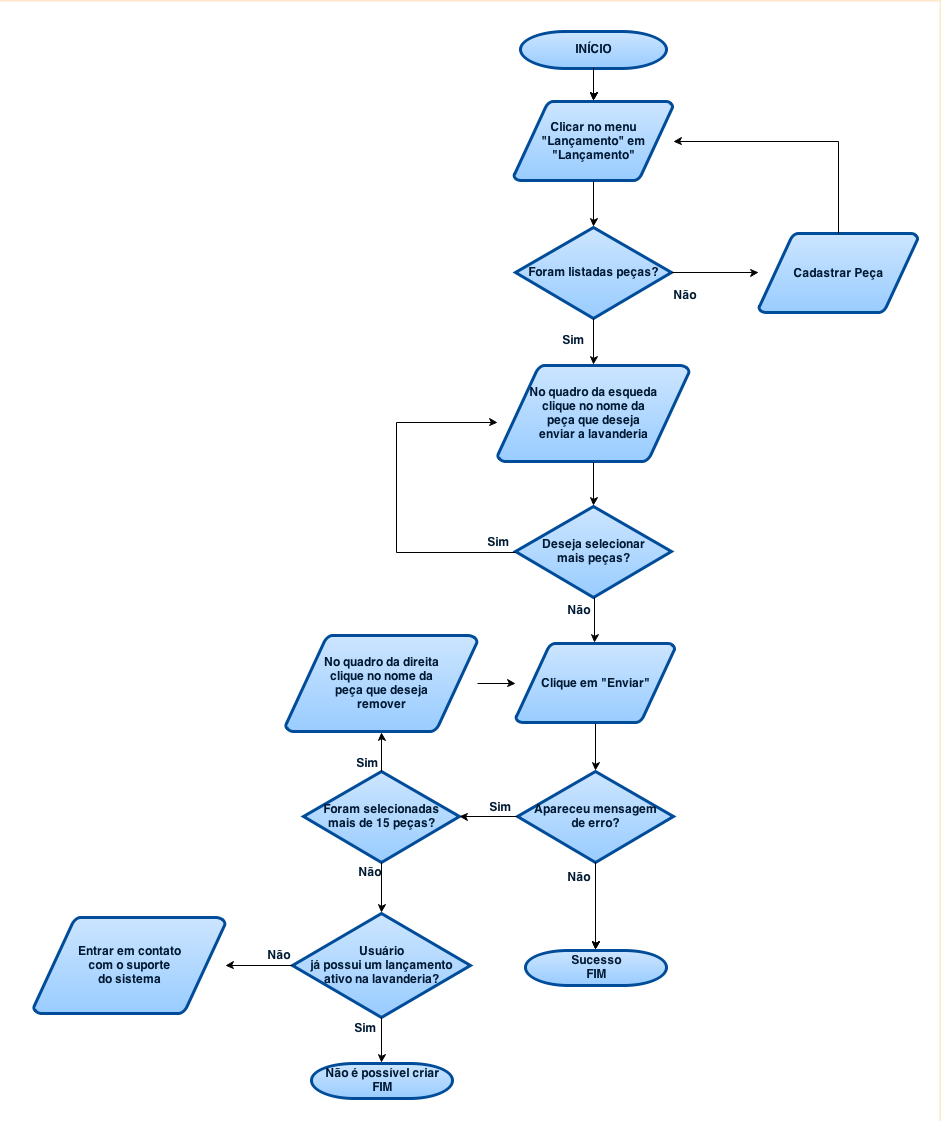 INÍCIO
Clicar no menu
"Lançamento" em
"Lançamento"
Foram listadas peças?
Não
Cadastrar Peça
Sim
No quadro da esqueda
clique no nome da
peça que deseja
enviar a lavanderia
Sim
Deseja selecionar
mais peças?
Não
No quadro da direita
clique no nome da
peça que deseja
remover
Clique em "Enviar"
Sim
Foram selecionadas
mais de 15 peças?
Sim
Apareceu mensagem
de erro?
Não
Não
Entrar em contato
com o suporte
do sistema
Não
Usuário
já possui um lançamento
ativo na lavanderia?
Sucesso
FIM
Sim
Não é possível criar
FIM